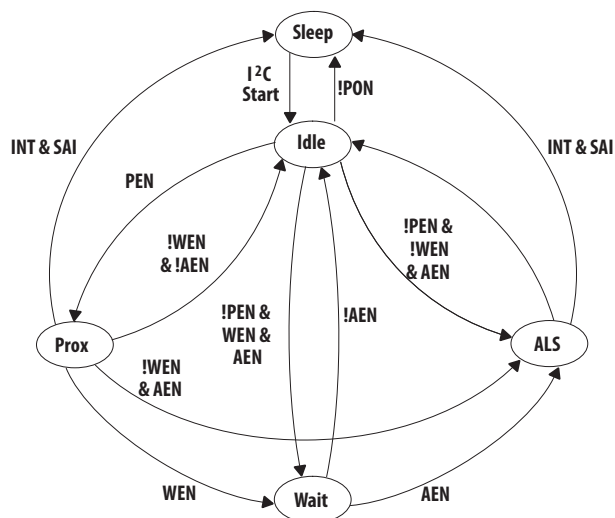 Sleep
I²C
Start
!PON
Idle
INT & SAI
INT & SAI
PEN
!WEN
& !AEN
!PEN &
!WEN
& AEN
!PEN &
WEN &
AEN
!AEN
Prox
ALS
!WEN
& AEN
WEN
Wait
AEN